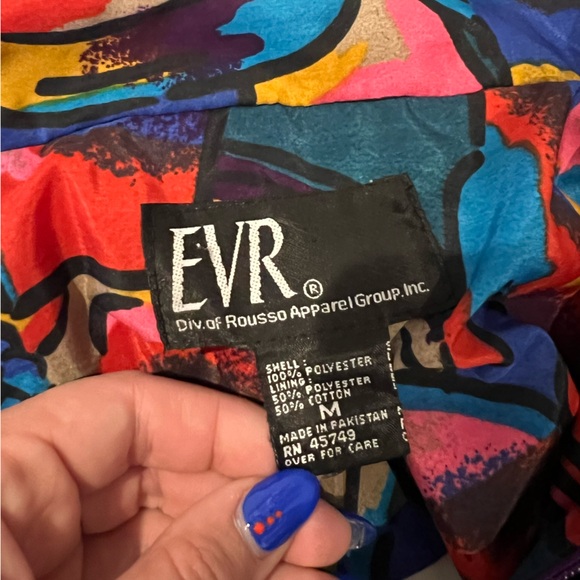 EVR®
Div. of Rousso Apparel Group, Inc.
SHELL:
100% POLYESTER
LINING:
50% POLYESTER
50% COTTON
M
MADE IN PAKISTAN
RN 45749
OVER FOR CARE